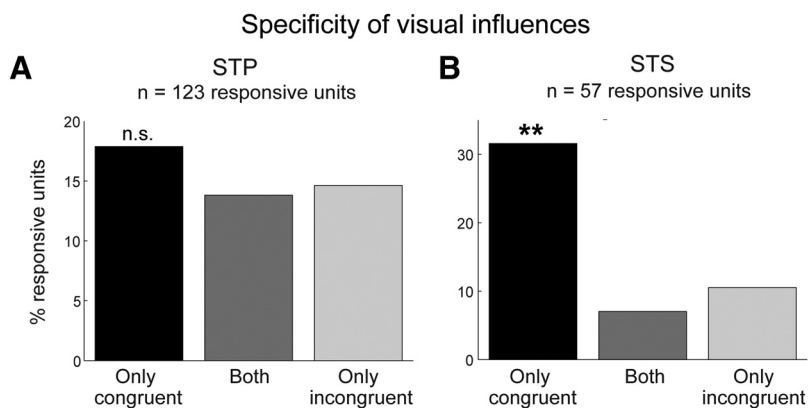 Specificity of visual influences
A
STP
n = 123 responsive units
n.s.
% responsive units
20
15
10
5
0
Only
congruent
Both
Only
incongruent
B
STS
n = 57 responsive units
**
30
20
10
0
Only
congruent
Both
Only
incongruent